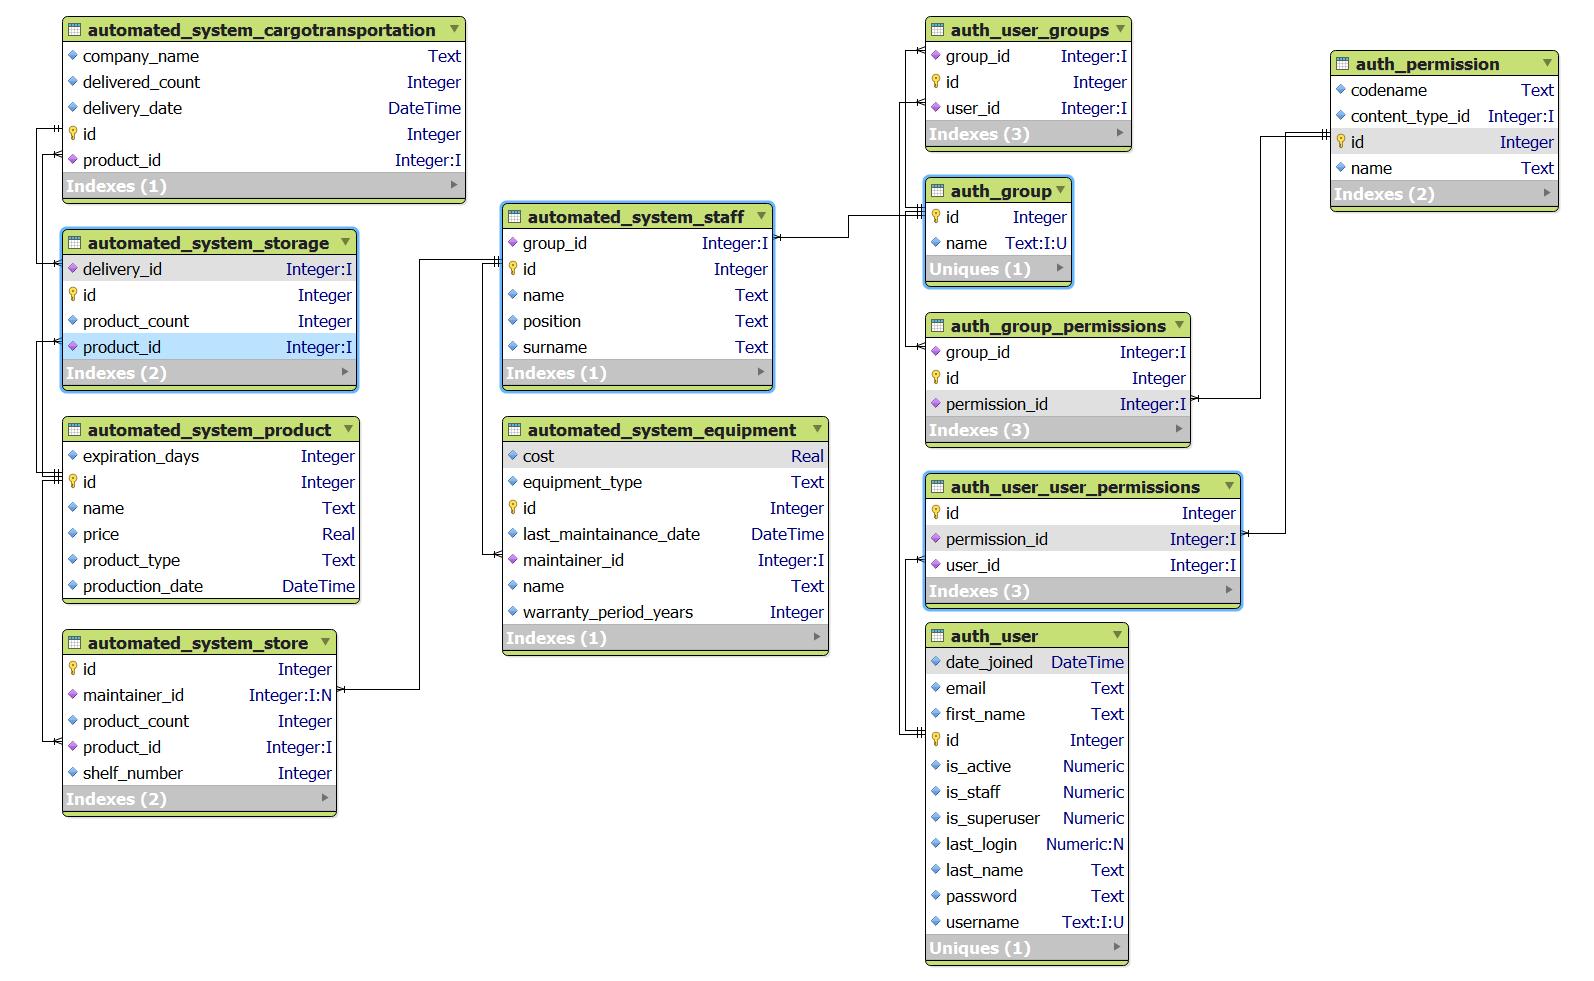 automated_system_cargotransportation
company_name Text
delivered_count Integer
delivery_date DateTime
id Integer
product_id Integer:I
Indexes (1)
automated_system_storage
delivery_id Integer:I
id Integer
product_count Integer
product_id Integer:I
Indexes (2)
automated_system_product
expiration_days Integer
id Integer
name Text
price Real
product_type Text
production_date DateTime
automated_system_store
id Integer
maintainer_id Integer:I:N
product_count Integer
product_id Integer:I
shelf_number Integer
Indexes (2)
automated_system_staff
group_id Integer:I
id Integer
name Text
position Text
surname Text
Indexes (1)
automated_system_equipment
cost Real
equipment_type Text
id Integer
last_maintainance_date DateTime
maintainer_id Integer:I
name Text
warranty_period_years Integer
Indexes (1)
auth_user_groups
group_id Integer:I
id Integer
user_id Integer:I
Indexes (3)
auth_group
id Integer
name Text:I:U
Uniques (1)
auth_group_permissions
group_id Integer:I
id Integer
permission_id Integer:I
Indexes (3)
auth_user_user_permissions
id Integer
permission_id Integer:I
user_id Integer:I
Indexes (3)
auth_user
date_joined DateTime
email Text
first_name Text
id Integer
is_active Numeric
is_staff Numeric
is_superuser Numeric
last_login Numeric:N
last_name Text
password Text
username Text:I:U
Uniques (1)
auth_permission
codename Text
content_type_id Integer:I
id Integer
name Text
Indexes (2)